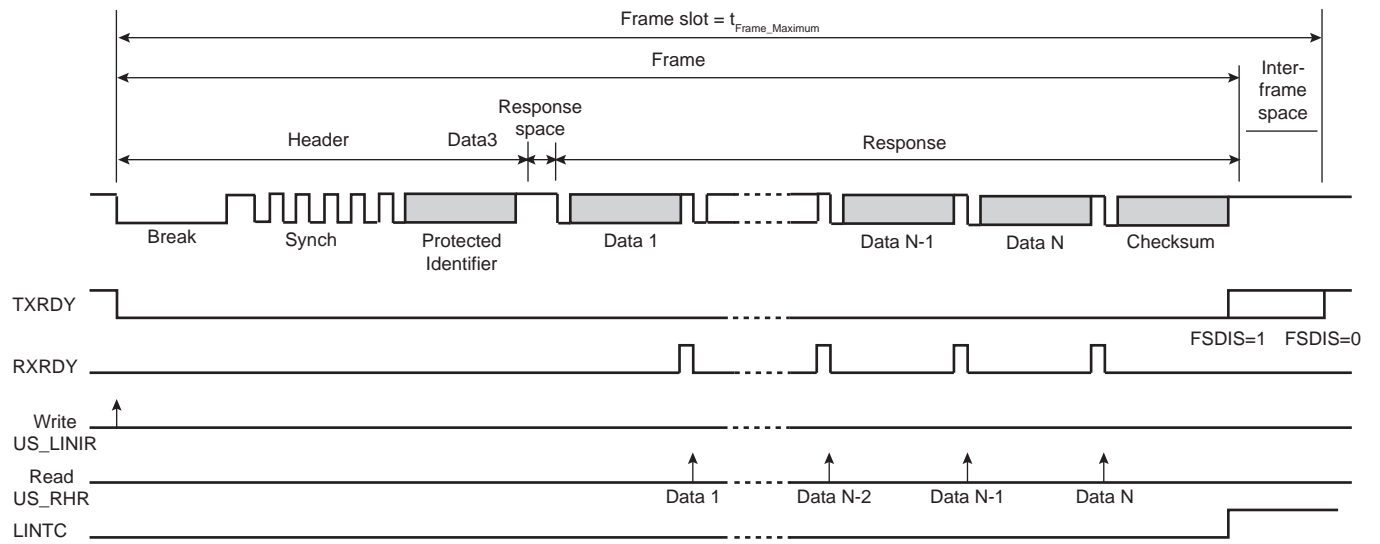 Frame slot = tFrame_Maximum
Frame
Inter-
frame
space
Response
space
Header
Data3
Response
Break
Synch
Protected
Identifier
Data 1
Data N-1
Data N
Checksum
TXRDY
FSDIS=1
FSDIS=0
RXRDY
Write
US_LINIR
Read
US_RHR
Data 1
Data N-2
Data N-1
Data N
LINTC